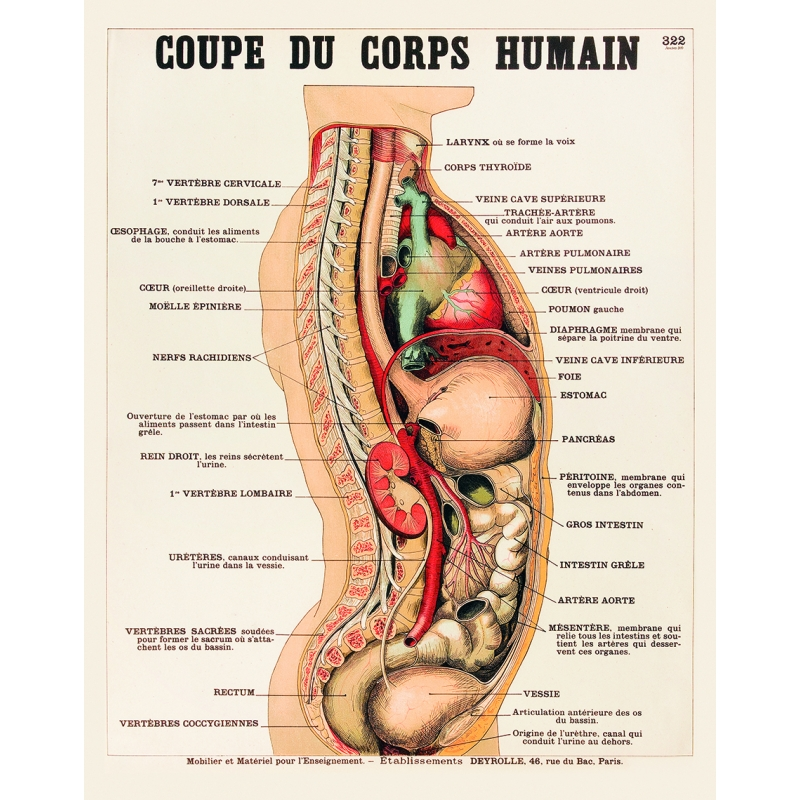 COUPE DU CORPS HUMAIN
322
LARYNX où se forme la voix
CORPS THYROÏDE
7me VERTÈBRE CERVICALE
1re VERTÈBRE DORSALE
VEINE CAVE SUPÉRIEURE
TRACHÉE-ARTÈRE
qui conduit l'air aux poumons.
ŒSOPHAGE, conduit les aliments
de la bouche à l'estomac.
ARTÈRE AORTE
ARTÈRE PULMONAIRE
VEINES PULMONAIRES
CŒUR (oreillette droite)
CŒUR (ventricule droit)
MOËLLE ÉPINIÈRE
POUMON gauche
DIAPHRAGME membrane qui
sépare la poitrine du ventre.
NERFS RACHIDIENS
VEINE CAVE INFÉRIEURE
FOIE
ESTOMAC
Ouverture de l'estomac par où les
aliments passent dans l'intestin
grêle.
PANCRÉAS
REIN DROIT, les reins sécrètent
l'urine.
PÉRITOINE, membrane qui
enveloppe les organes con-
tenus dans l'abdomen.
1re VERTÈBRE LOMBAIRE
GROS INTESTIN
URÉTÈRES, canaux conduisant
l'urine dans la vessie.
INTESTIN GRÊLE
ARTÈRE AORTE
VERTÈBRES SACRÉES soudées
pour former le sacrum où s'atta-
chent les os du bassin.
MÉSENTÈRE, membrane qui
relie tous les intestins et sou-
tient les artères qui desser-
vent ces organes.
RECTUM
VESSIE
VERTÈBRES COCCYGIENNES
Articulation antérieure des os
du bassin.
Origine de l'urèthre, canal qui
conduit l'urine au dehors.
Mobilier et Matériel pour l'Enseignement. — Etablissements DEYROLLE, 46, rue du Bac, Paris.